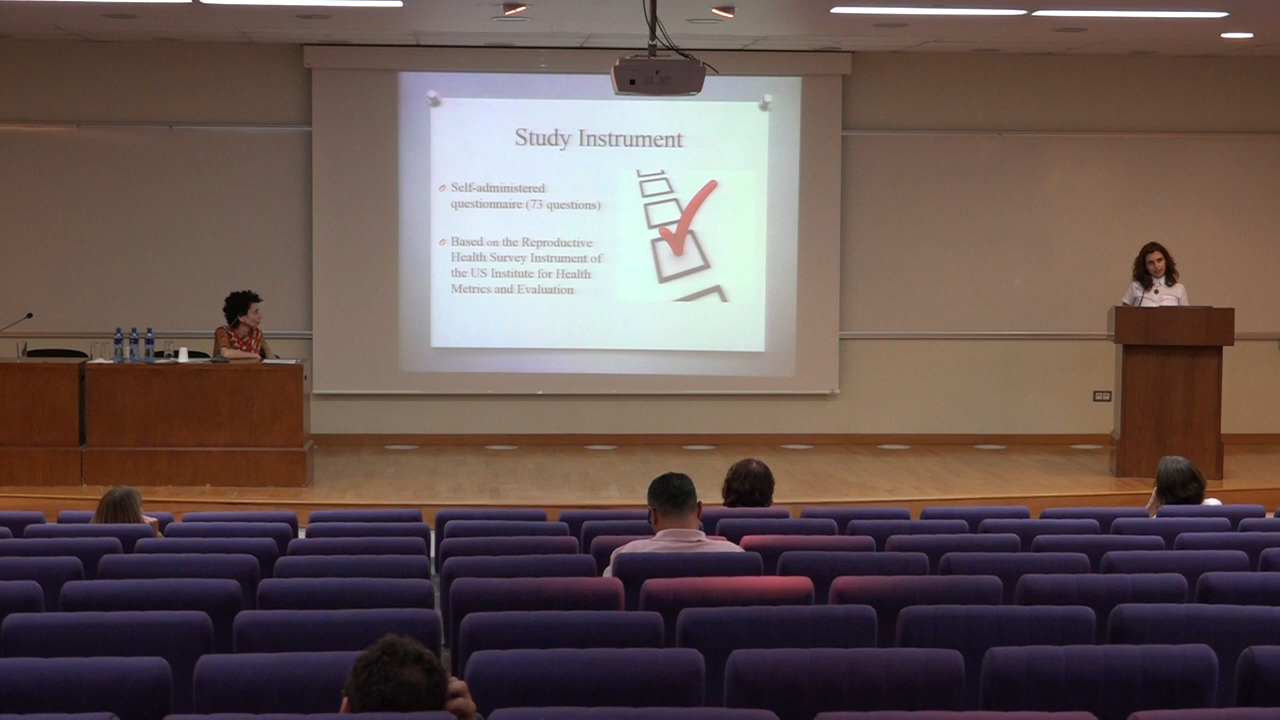 Study Instrument
Self-administered
questionnaire (73 questions)
Based on the Reproductive
Health Survey Instrument of
the US Institute for Health
Metrics and Evaluation